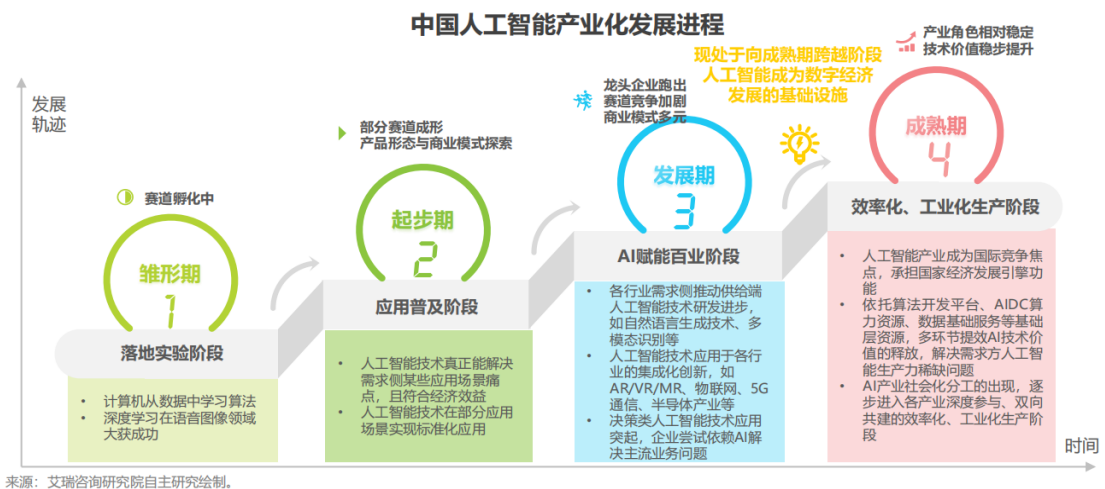 中国人工智能产业化发展进程
发展
轨迹
赛道孵化中
雏形期
1
落地实验阶段
• 计算机从数据中学习算法
• 深度学习在语音图像领域
大获成功
部分赛道成形
产品形态与商业模式探索
起步期
2
应用普及阶段
• 人工智能技术真正能解决
需求侧某些应用场景痛
点，且符合经济效益
• 人工智能技术在部分应用
场景实现标准化应用
龙头企业跑出
赛道竞争加剧
商业模式多元
发展期
3
AI赋能百业阶段
• 各行业需求侧推动供给端
人工智能技术研发进步，
如自然语言生成技术、多
模态识别等
• 人工智能技术应用于各行
业的集成化创新，如
AR/VR/MR、物联网、5G
通信、半导体产业等
• 决策类人工智能技术应用
突起，企业尝试依赖AI解
决主流业务问题
现处于向成熟期跨越阶段
人工智能成为数字经济
发展的基础设施
产业角色相对稳定
技术价值稳步提升
成熟期
4
效率化、工业化生产阶段
• 人工智能产业成为国际竞争焦
点，承担国家经济发展引擎功
能
• 依托算法开发平台、AIDC算
力资源、数据基础服务等基础
层资源，多环节提效AI技术价
值的释放，解决需求方人工智
能生产力稀缺问题
• AI产业社会化分工的出现，逐
步进入各产业深度参与、双向
共建的效率化、工业化生产阶
段
时间
来源：艾瑞咨询研究院自主研究绘制。